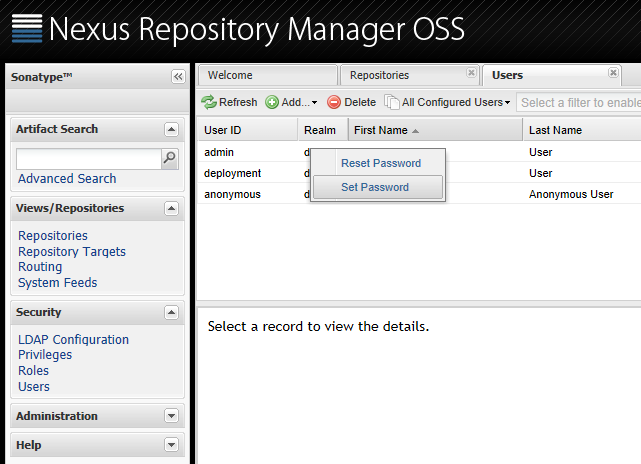 Nexus Repository Manager OSS
Sonatype™
Welcome
Repositories
Users
Refresh
Add...
Delete
All Configured Users
Select a filter to enable
Artifact Search
Advanced Search
Views/Repositories
Repositories
Repository Targets
Routing
System Feeds
Security
LDAP Configuration
Privileges
Roles
Users
Administration
Help
User ID Realm First Name Last Name
admin d User
deployment d User
anonymous d Anonymous User
Reset Password
Set Password
Select a record to view the details.